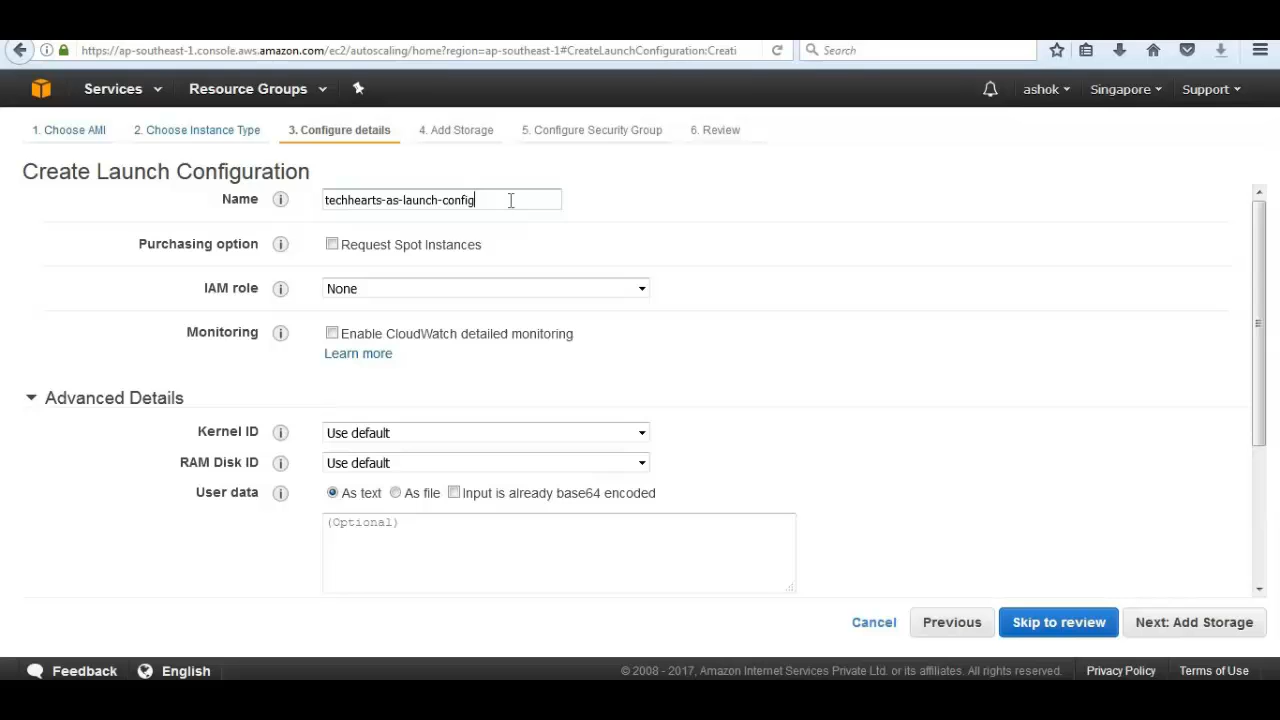 https://ap-southeast-1.console.aws.amazon.com/ec2/autoscaling/home?region=ap-southeast-1#CreateLaunchConfiguration:Creati
Search
Services
Resource Groups
ashok
Singapore
Support
1. Choose AMI
2. Choose Instance Type
3. Configure details
4. Add Storage
5. Configure Security Group
6. Review
Create Launch Configuration
Name
techhearts-as-launch-config
Purchasing option
Request Spot Instances
IAM role
None
Monitoring
Enable CloudWatch detailed monitoring
Learn more
Advanced Details
Kernel ID
Use default
RAM Disk ID
Use default
User data
As text
As file
Input is already base64 encoded
(Optional)
Cancel
Previous
Skip to review
Next: Add Storage
Feedback
English
© 2008 - 2017, Amazon Internet Services Private Ltd. or its affiliates. All rights reserved.
Privacy Policy
Terms of Use